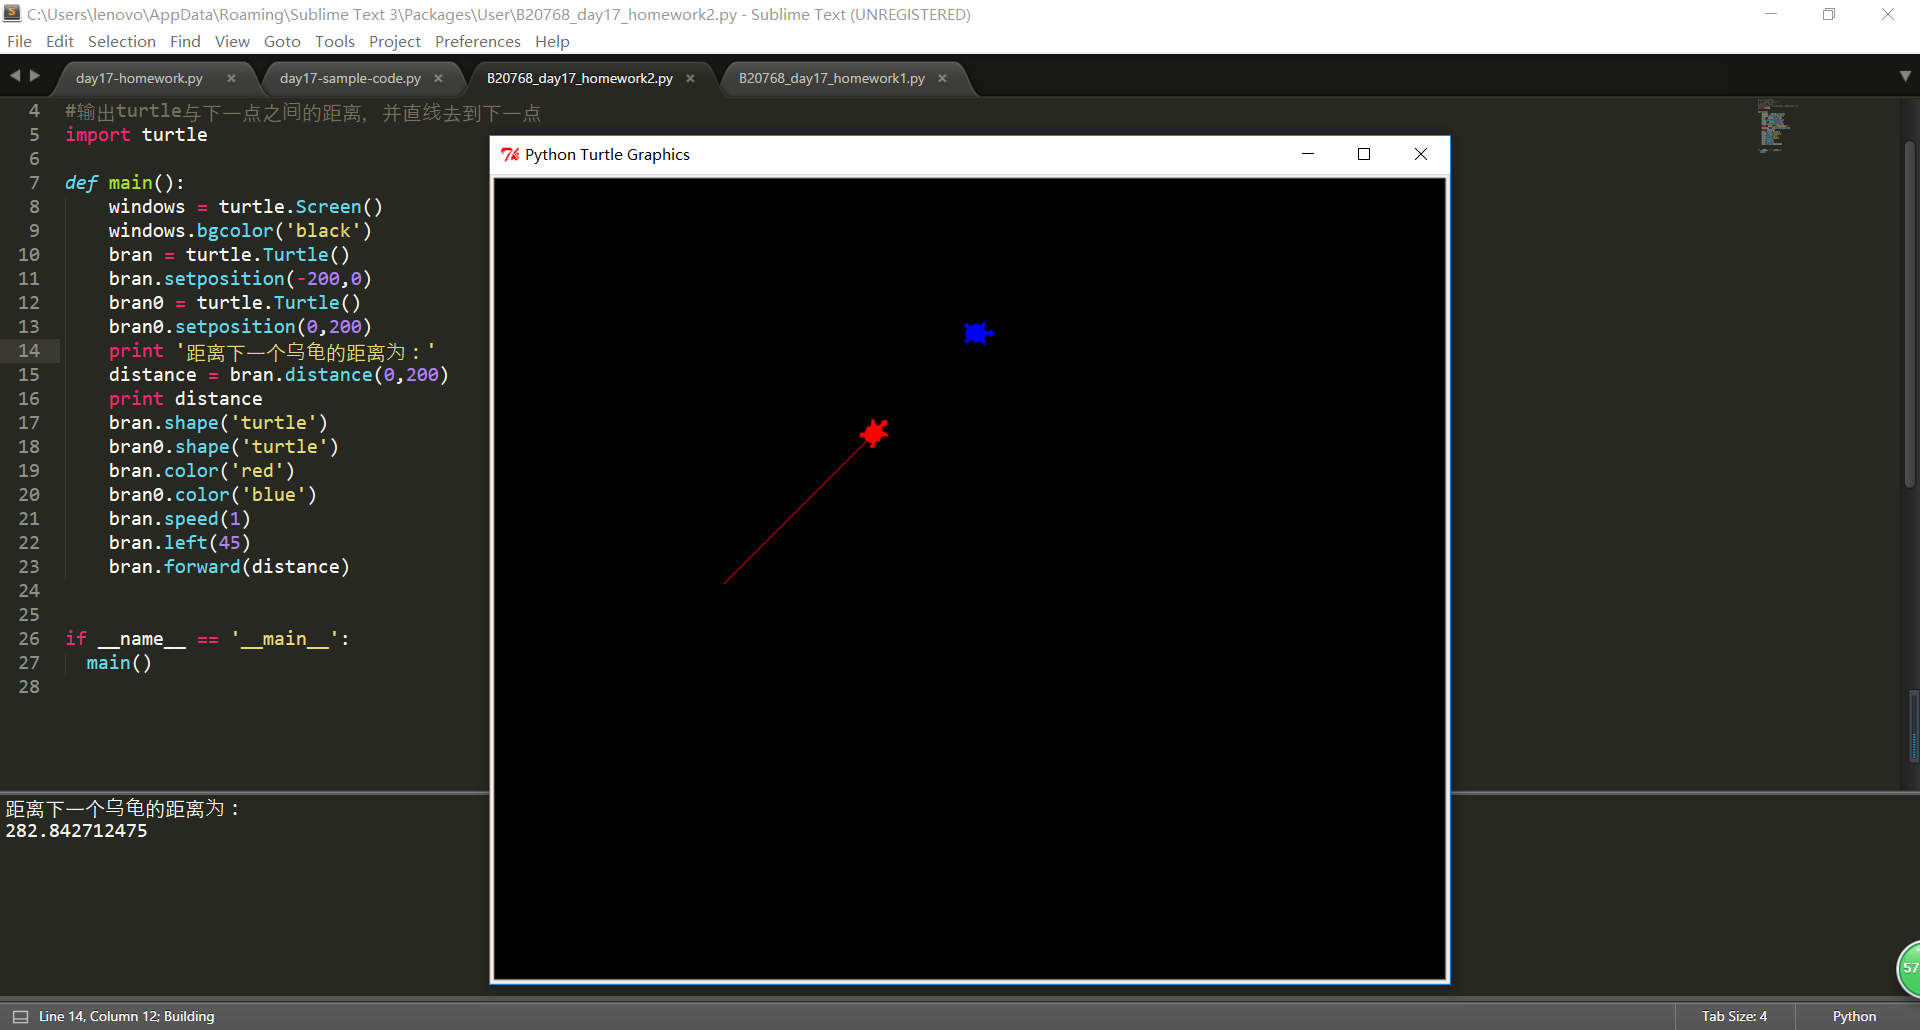 C:\Users\lenovo\AppData\Roaming\Sublime Text 3\Packages\User\B20768_day17_homework2.py - Sublime Text (UNREGISTERED)
File Edit Selection Find View Goto Tools Project Preferences Help
day17-homework.py × day17-sample-code.py × B20768_day17_homework2.py × B20768_day17_homework1.py ×
4 #输出turtle与下一点之间的距离，并直线去到下一点
5 import turtle
6
7 def main():
8 windows = turtle.Screen()
9 windows.bgcolor('black')
10 bran = turtle.Turtle()
11 bran.setposition(-200,0)
12 bran0 = turtle.Turtle()
13 bran0.setposition(0,200)
14 print '距离下一个乌龟的距离为：'
15 distance = bran.distance(0,200)
16 print distance
17 bran.shape('turtle')
18 bran0.shape('turtle')
19 bran.color('red')
20 bran0.color('blue')
21 bran.speed(1)
22 bran.left(45)
23 bran.forward(distance)
24
25
26 if __name__ == '__main__':
27 main()
28
Python Turtle Graphics
距离下一个乌龟的距离为：
282.842712475
57
Line 14, Column 12; Building
Tab Size: 4
Python